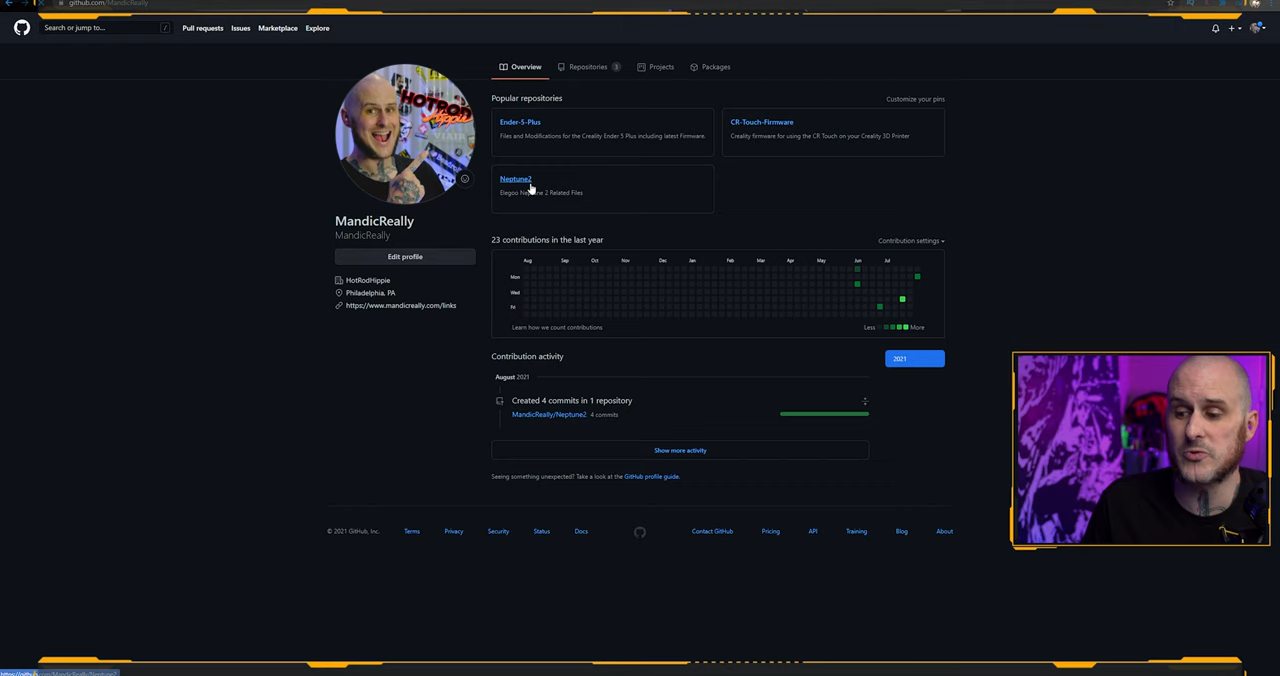 github.com/MandicReally
Search or jump to... /
Pull requests Issues Marketplace Explore
Overview Repositories 3 Projects Packages
Popular repositories Customize your pins
Ender-5-Plus
Files and Modifications for the Creality Ender 5 Plus including latest Firmware.
CR-Touch-Firmware
Creality firmware for using the CR Touch on your Creality 3D Printer
Neptune2
Elegoo Neptune 2 Related Files
HOTROD
MandicReally
MandicReally
Edit profile
HotRodHippie
Philadelphia, PA
https://www.mandicreally.com/links
23 contributions in the last year Contribution settings
Aug Sep Oct Nov Dec Jan Feb Mar Apr May Jun Jul
Mon
Wed
Fri
Learn how we count contributions Less More
Contribution activity 2021
August 2021
Created 4 commits in 1 repository
MandicReally/Neptune2 4 commits
Show more activity
Seeing something unexpected? Take a look at the GitHub profile guide.
© 2021 GitHub, Inc. Terms Privacy Security Status Docs Contact GitHub Pricing API Training Blog About
https://github.com/MandicReally/Neptune2